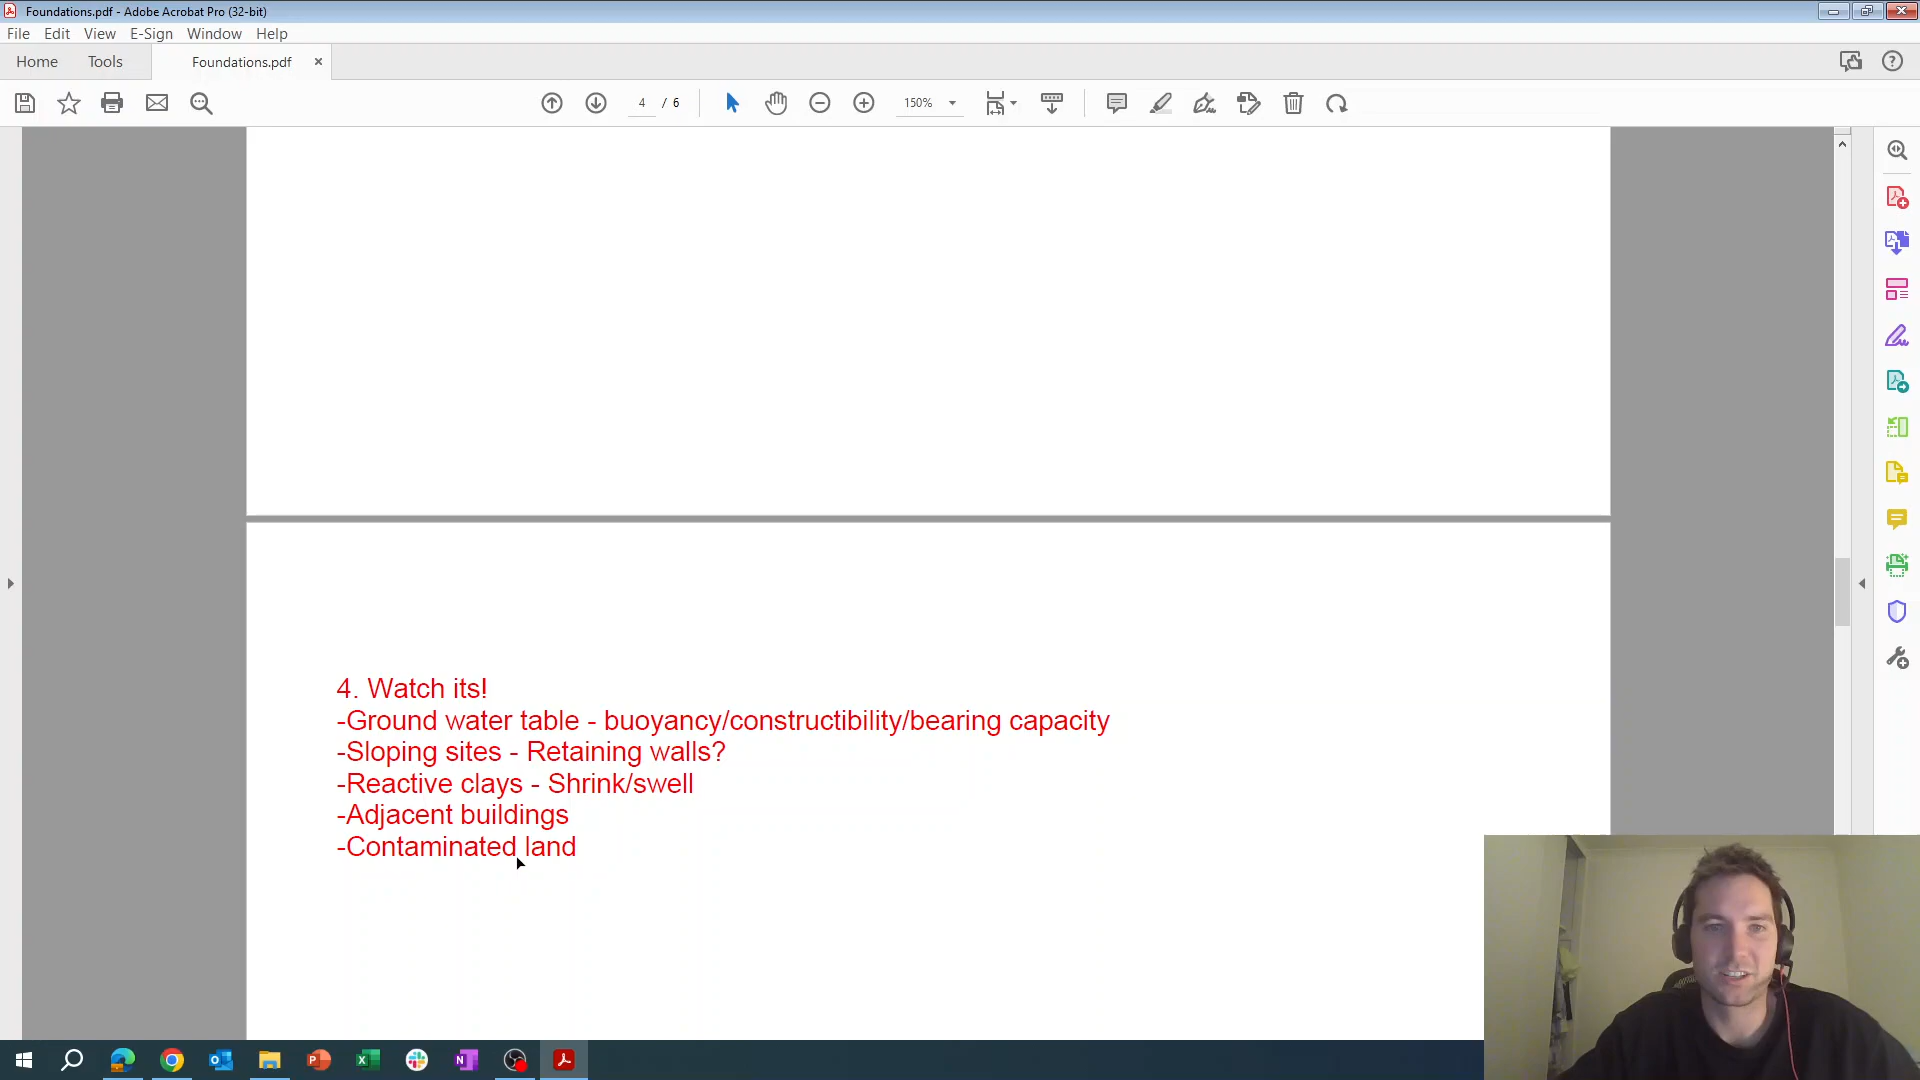 Foundations.pdf - Adobe Acrobat Pro (32-bit)
File Edit View E-Sign Window Help
Home Tools Foundations.pdf
4 / 6 150%
4. Watch its!
-Ground water table - buoyancy/constructibility/bearing capacity
-Sloping sites - Retaining walls?
-Reactive clays - Shrink/swell
-Adjacent buildings
-Contaminated land